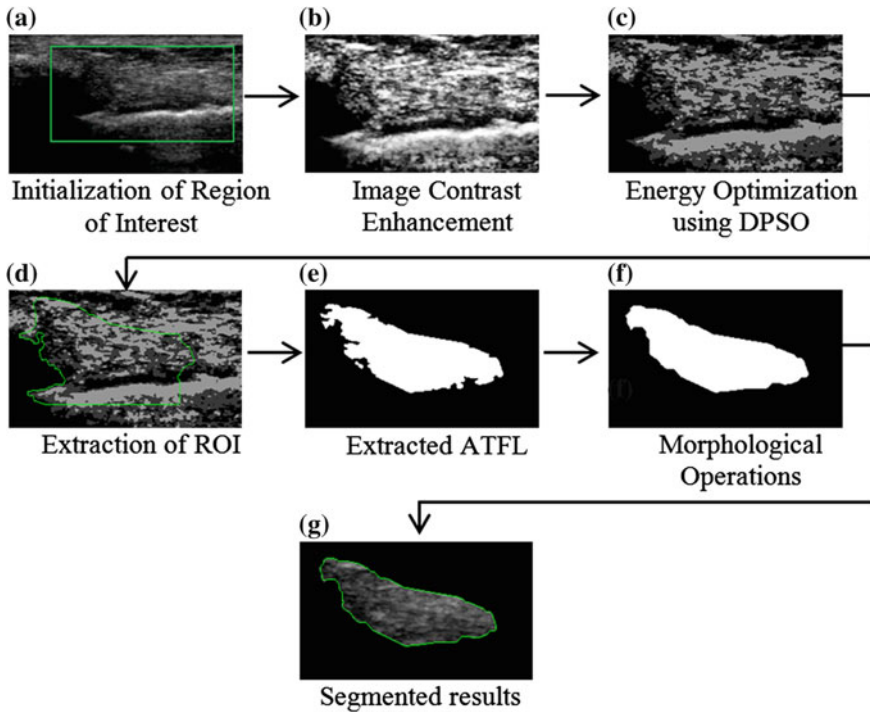 (a)
(b)
(c)
Initialization of Region
of Interest
Image Contrast
Enhancement
Energy Optimization
using DPSO
(d)
(e)
(f)
Extraction of ROI
Extracted ATFL
Morphological
Operations
(g)
Segmented results